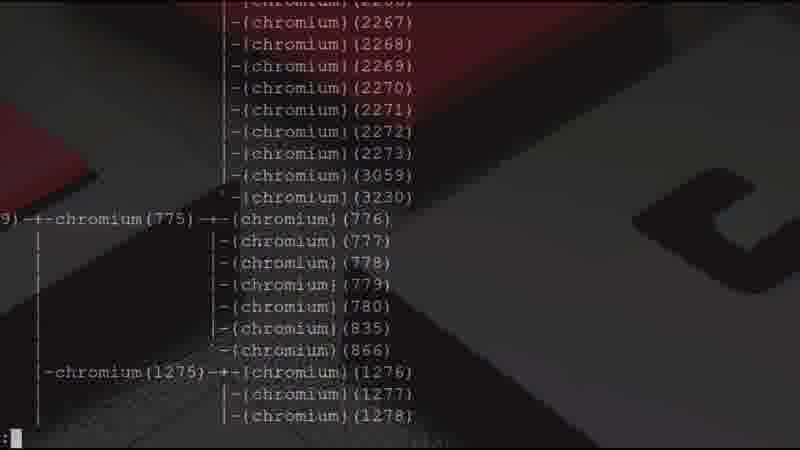 |-{chromium}(2267)
|-{chromium}(2268)
|-{chromium}(2269)
|-{chromium}(2270)
|-{chromium}(2271)
|-{chromium}(2272)
|-{chromium}(2273)
|-{chromium}(3059)
`-{chromium}(3230)
9)-+-chromium(775)-+-{chromium}(776)
| |-{chromium}(777)
| |-{chromium}(778)
| |-{chromium}(779)
| |-{chromium}(780)
| |-{chromium}(835)
| `-{chromium}(866)
|-chromium(1275)-+-{chromium}(1276)
| |-{chromium}(1277)
| |-{chromium}(1278)
: